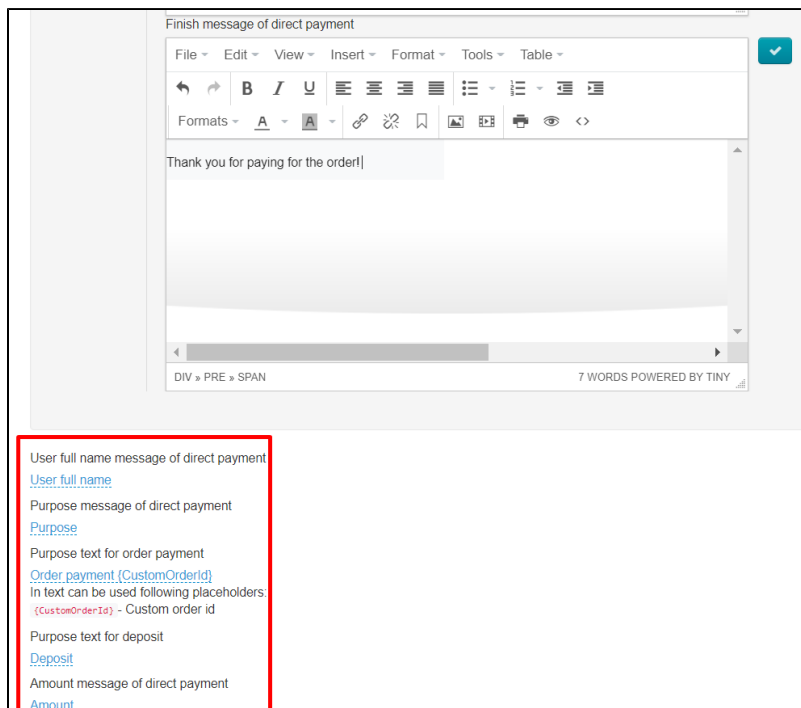 Finish message of direct payment
File Edit View Insert Format Tools Table
B I U
Formats A A
Thank you for paying for the order!
DIV » PRE » SPAN 7 WORDS POWERED BY TINY
User full name message of direct payment
User full name
Purpose message of direct payment
Purpose
Purpose text for order payment
Order payment {CustomOrderId}
In text can be used following placeholders:
{CustomOrderId} - Custom order id
Purpose text for deposit
Deposit
Amount message of direct payment
Amount